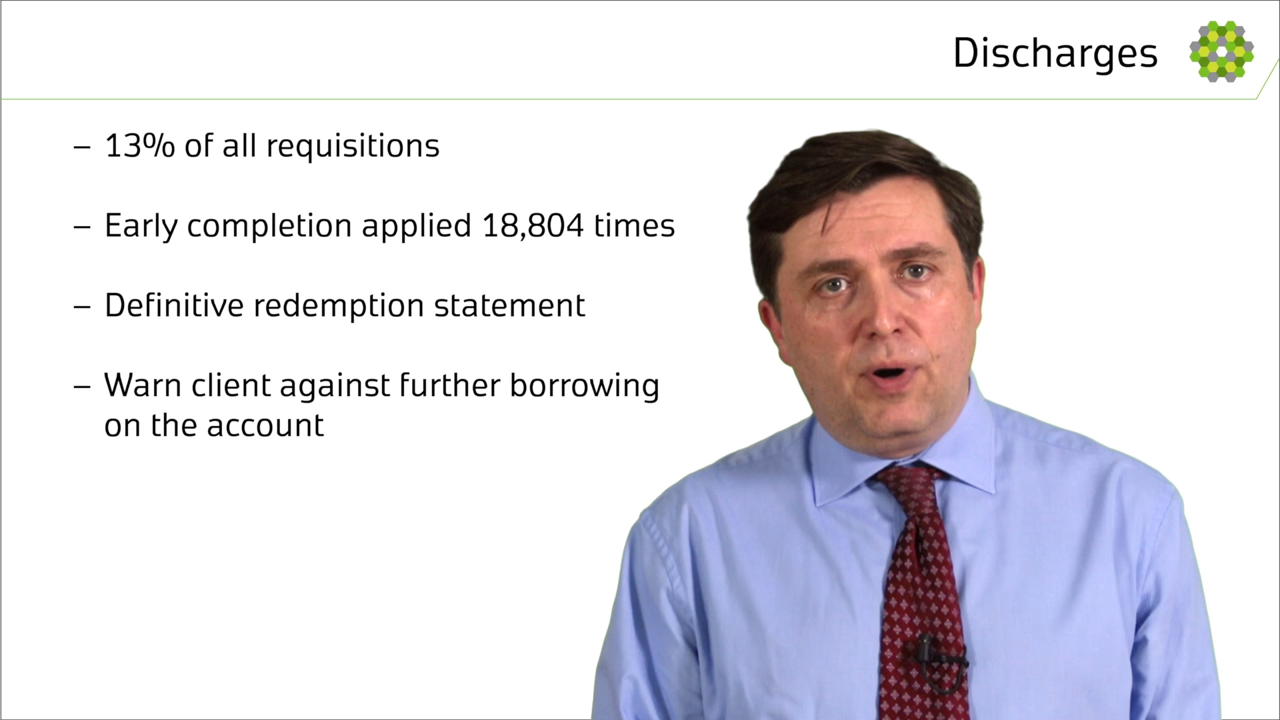 Discharges
– 13% of all requisitions
– Early completion applied 18,804 times
– Definitive redemption statement
– Warn client against further borrowing
on the account